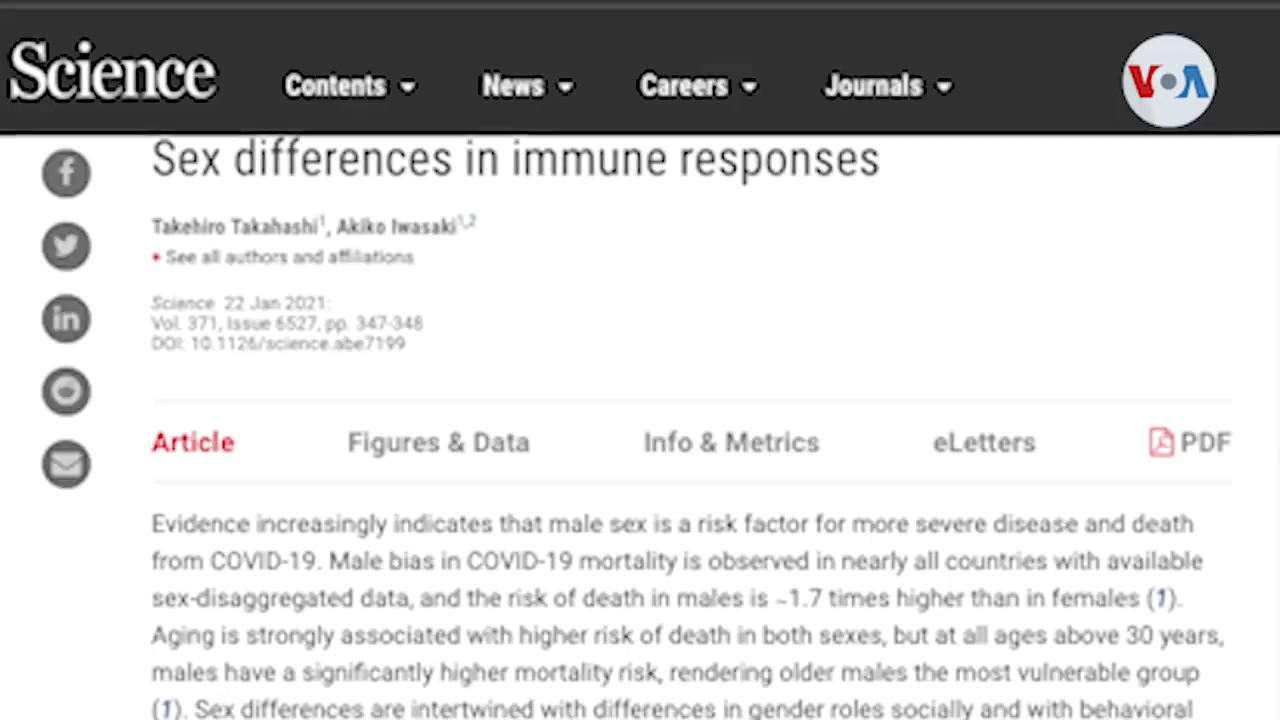 Science
Contents
News
Careers
Journals
VOA
Sex differences in immune responses
Takehiro Takahashi1, Akiko Iwasaki1,2
• See all authors and affiliations
Science 22 Jan 2021:
Vol. 371, Issue 6527, pp. 347-348
DOI: 10.1126/science.abe7199
Article
Figures & Data
Info & Metrics
eLetters
PDF
Evidence increasingly indicates that male sex is a risk factor for more severe disease and death
from COVID-19. Male bias in COVID-19 mortality is observed in nearly all countries with available
sex-disaggregated data, and the risk of death in males is ~1.7 times higher than in females (1).
Aging is strongly associated with higher risk of death in both sexes, but at all ages above 30 years,
males have a significantly higher mortality risk, rendering older males the most vulnerable group
(1). Sex differences are intertwined with differences in gender roles socially and with behavioral